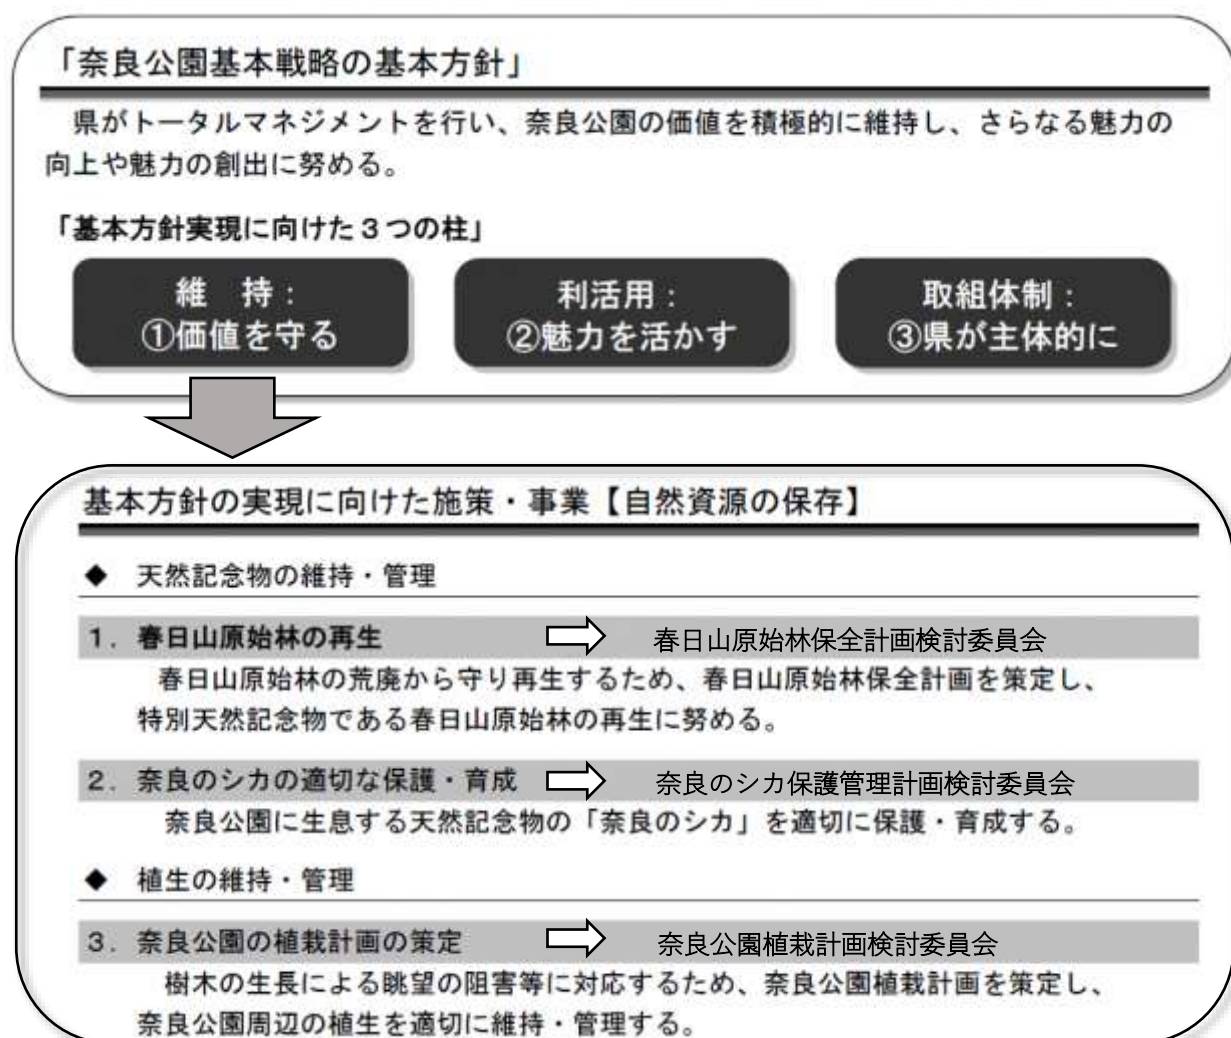 「奈良公園基本戦略の基本方針」
県がトータルマネジメントを行い、奈良公園の価値を積極的に維持し、さらなる魅力の
向上や魅力の創出に努める。
「基本方針実現に向けた3つの柱」
維　持：
①価値を守る
利活用：
②魅力を活かす
取組体制：
③県が主体的に
基本方針の実現に向けた施策・事業【自然資源の保存】
◆ 天然記念物の維持・管理
1．春日山原始林の再生 ⇨ 春日山原始林保全計画検討委員会
春日山原始林の荒廃から守り再生するため、春日山原始林保全計画を策定し、
特別天然記念物である春日山原始林の再生に努める。
2．奈良のシカの適切な保護・育成 ⇨ 奈良のシカ保護管理計画検討委員会
奈良公園に生息する天然記念物の「奈良のシカ」を適切に保護・育成する。
◆ 植生の維持・管理
3．奈良公園の植栽計画の策定 ⇨ 奈良公園植栽計画検討委員会
樹木の生長による眺望の阻害等に対応するため、奈良公園植栽計画を策定し、
奈良公園周辺の植生を適切に維持・管理する。